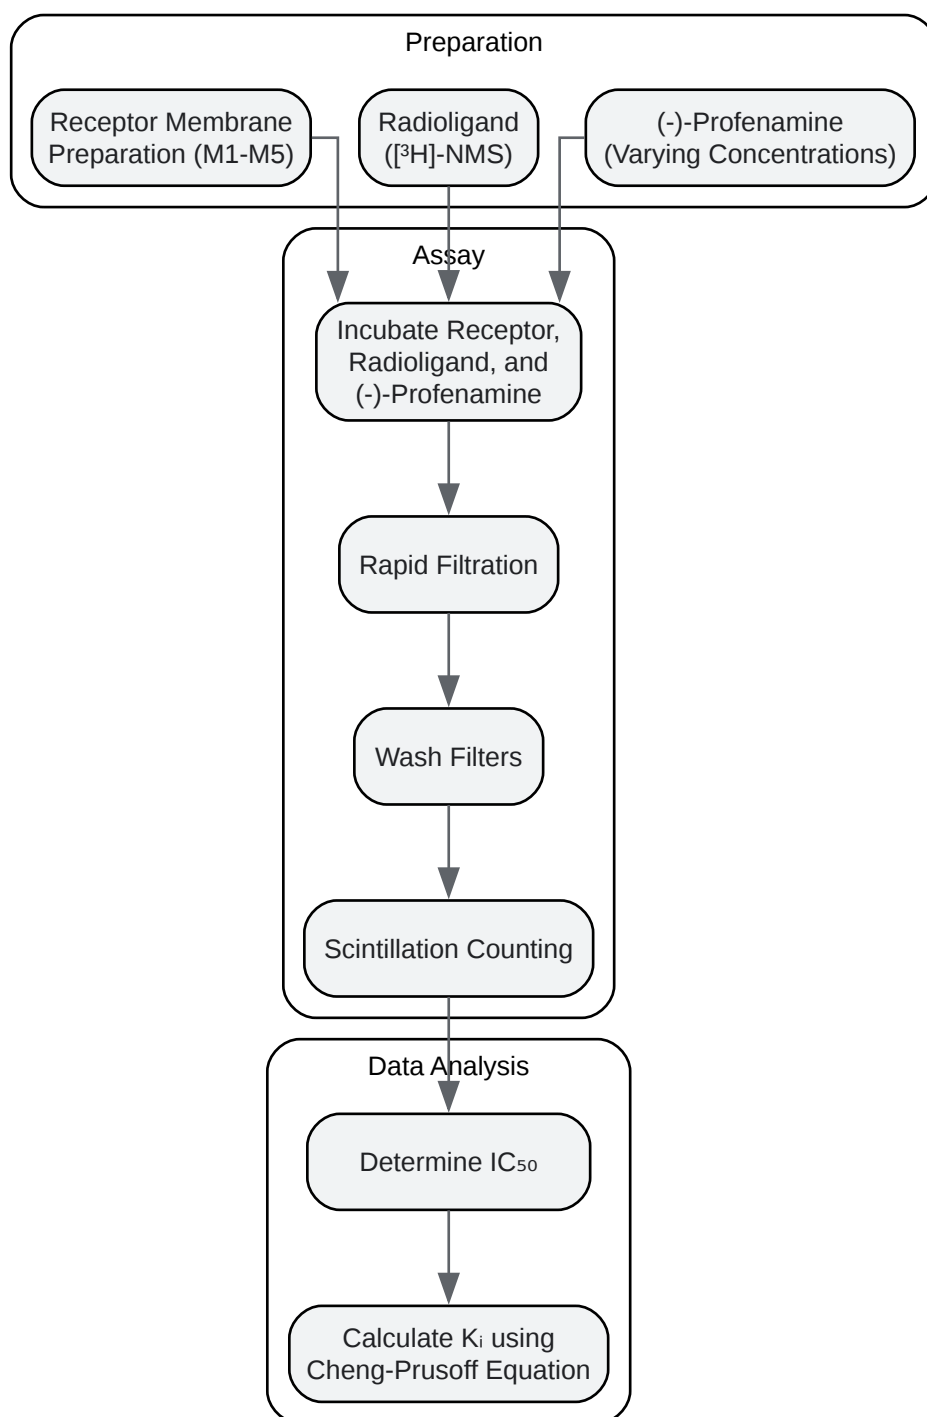 Preparation
Receptor Membrane
Preparation (M1-M5)
Radioligand
([³H]-NMS)
(-)-Profenamine
(Varying Concentrations)
Assay
Incubate Receptor,
Radioligand, and
(-)-Profenamine
Rapid Filtration
Wash Filters
Scintillation Counting
Data Analysis
Determine IC₅₀
Calculate Kᵢ using
Cheng-Prusoff Equation